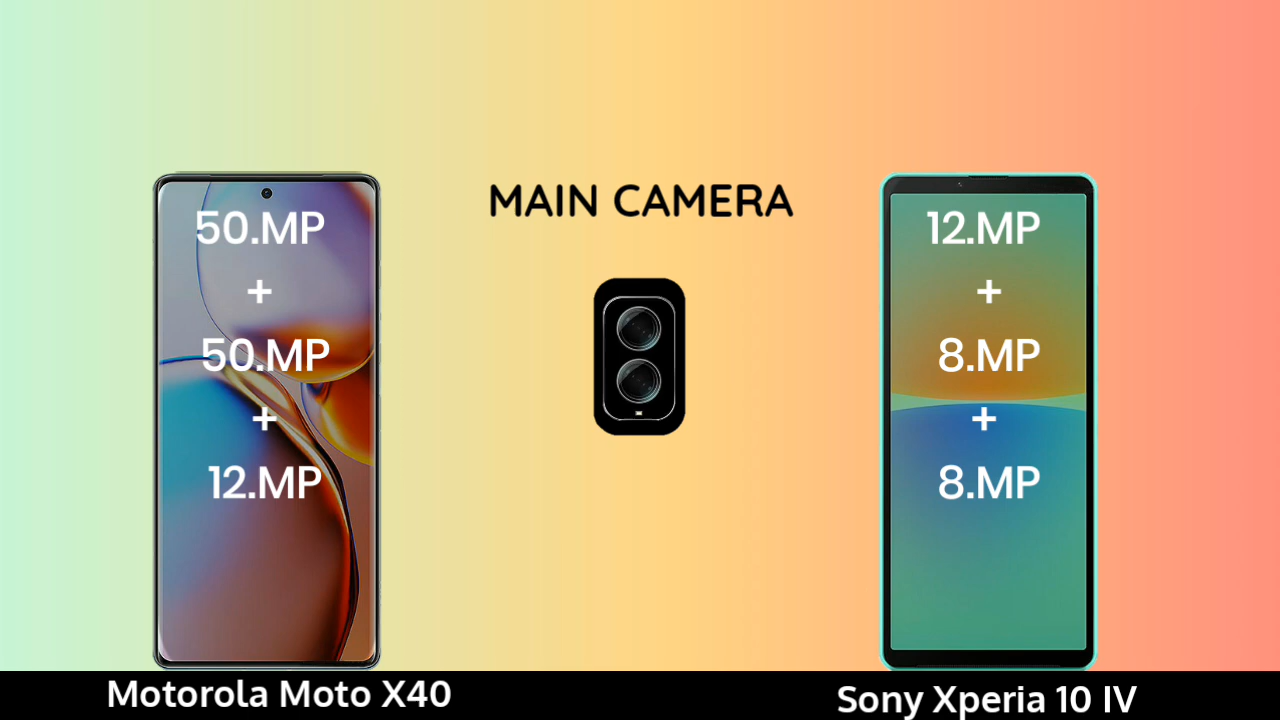 MAIN CAMERA
50.MP
+
50.MP
+
12.MP
12.MP
+
8.MP
+
8.MP
Motorola Moto X40
Sony Xperia 10 IV